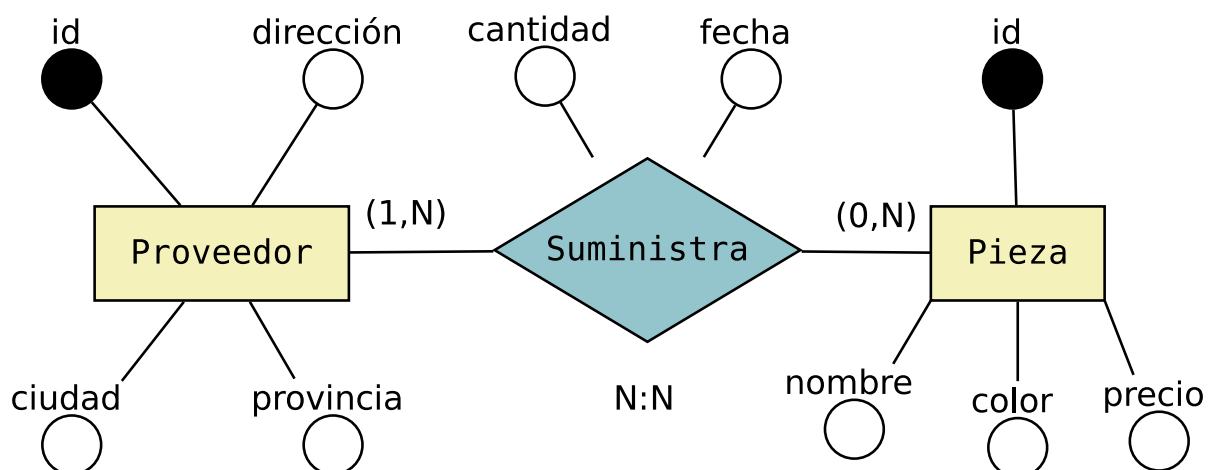 id
dirección
cantidad
fecha
id
Proveedor
(1,N)
Suministra
(0,N)
Pieza
ciudad
provincia
N:N
nombre
color
precio